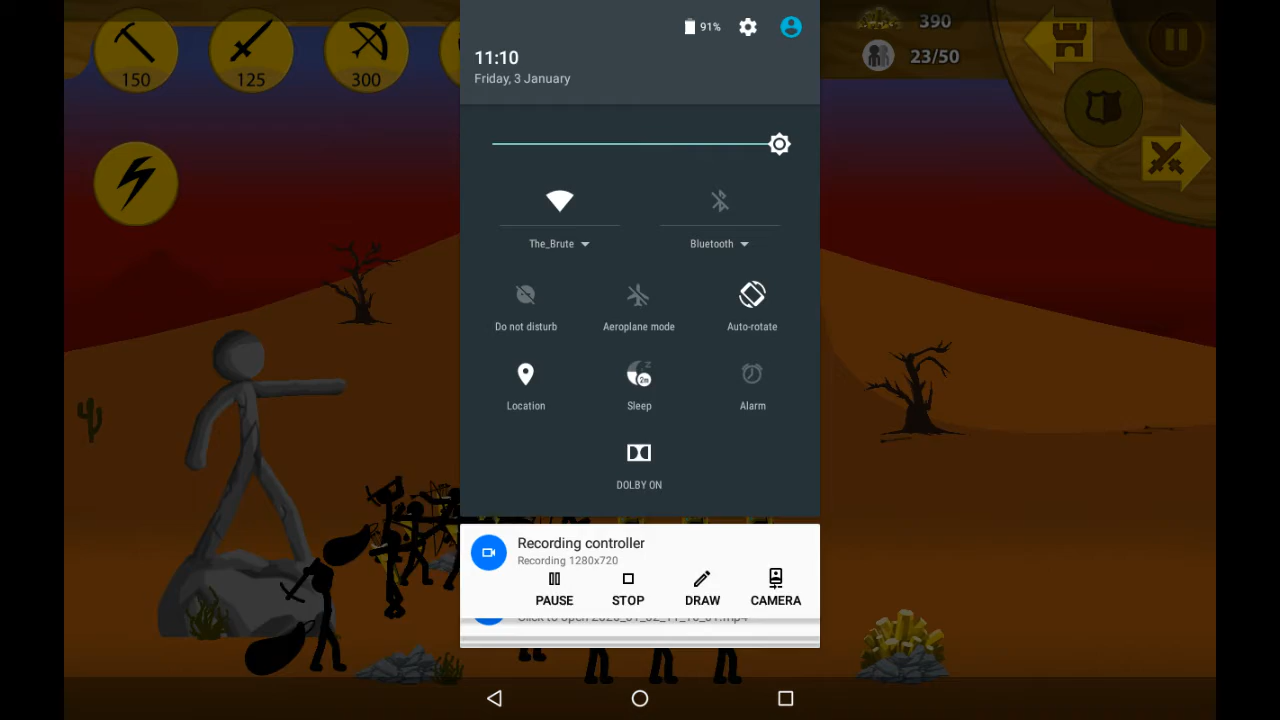 150
125
300
390
23/50
91%
11:10
Friday, 3 January
The_Brute
Bluetooth
Do not disturb
Aeroplane mode
Auto-rotate
Location
2m
Sleep
Alarm
DOLBY ON
Recording controller
Recording 1280x720
PAUSE
STOP
DRAW
CAMERA